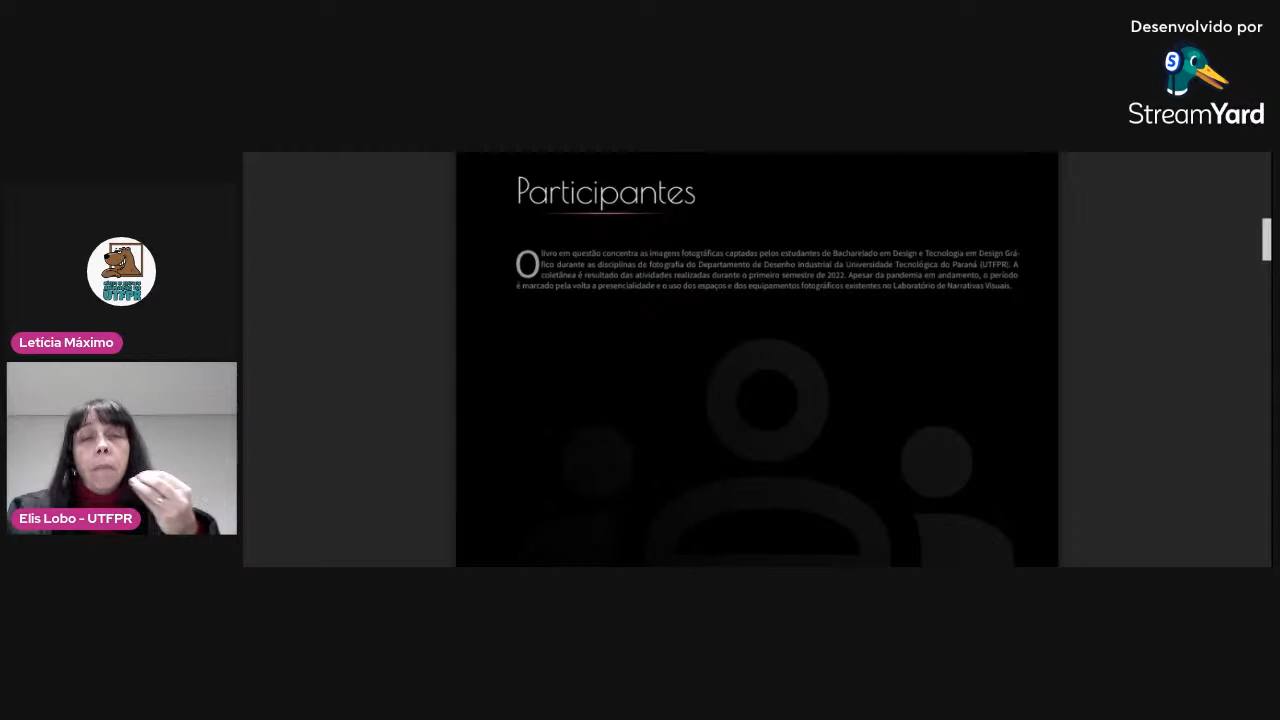 Desenvolvido por
StreamYard
Participantes
O livro em questão concentra as imagens fotográficas captadas pelos estudantes de Bacharelado em Design e Tecnologia em Design Grá-
fico durante as disciplinas de fotografia do Departamento de Desenho Industrial da Universidade Tecnológica do Paraná (UTFPR). A
coletânea é resultado das atividades realizadas durante o primeiro semestre de 2022. Apesar da pandemia em andamento, o período
é marcado pela volta a presencialidade e o uso dos espaços e dos equipamentos fotográficos existentes no Laboratório de Narrativas Visuais.
UTFPR
Letícia Máximo
Elis Lobo - UTFPR